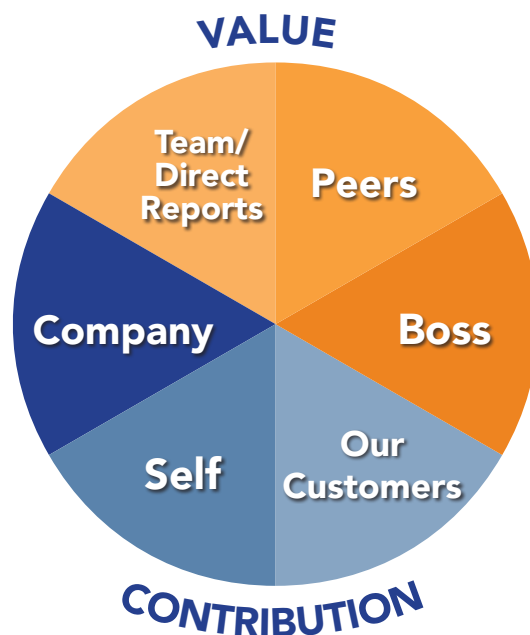 VALUE
Team/
Direct
Reports
Peers
Company
Boss
Self
Our
Customers
CONTRIBUTION